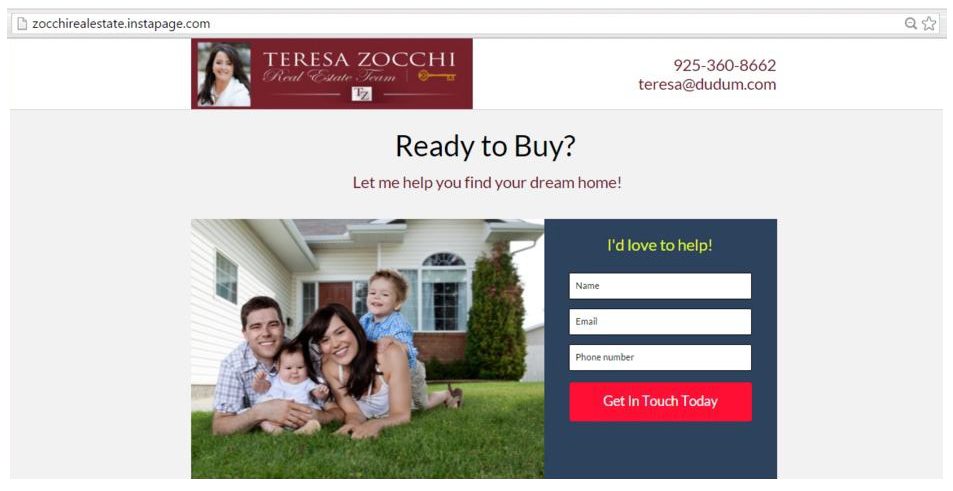 zocchirealestate.instapage.com
TERESA ZOCCHI
Real Estate Team
TZ
925-360-8662
teresa@dudum.com
Ready to Buy?
Let me help you find your dream home!
I'd love to help!
Name
Email
Phone number
Get In Touch Today